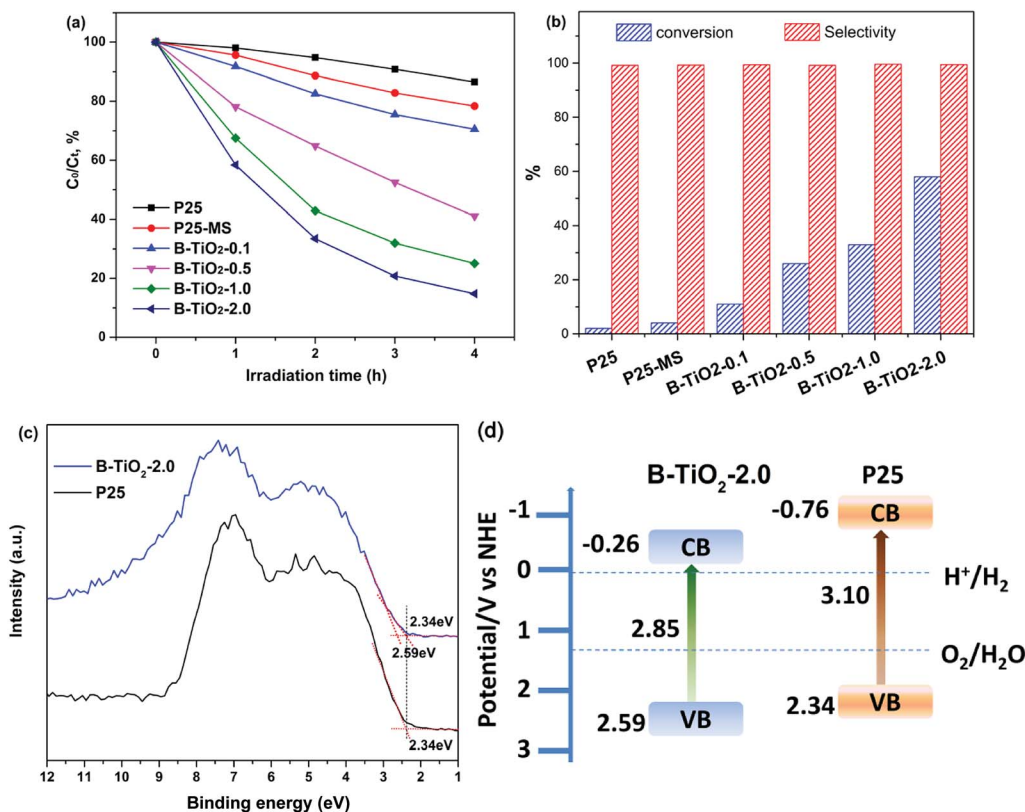 (a)
C₀/Cₜ, %
100
80
60
40
20
0
P25
P25-MS
B-TiO₂-0.1
B-TiO₂-0.5
B-TiO₂-1.0
B-TiO₂-2.0
0 1 2 3 4
Irradiation time (h)
(b)
conversion Selectivity
%
100
80
60
40
20
0
P25
P25-MS
B-TiO2-0.1
B-TiO2-0.5
B-TiO2-1.0
B-TiO2-2.0
(c)
B-TiO₂-2.0
P25
Intensity (a.u.)
2.34eV
2.59eV
2.34eV
12 11 10 9 8 7 6 5 4 3 2 1
Binding energy (eV)
(d)
B-TiO₂-2.0 P25
Potential/V vs NHE
-1
0
1
2
3
-0.26 CB
2.85
2.59 VB
-0.76 CB
3.10
2.34 VB
H⁺/H₂
O₂/H₂O